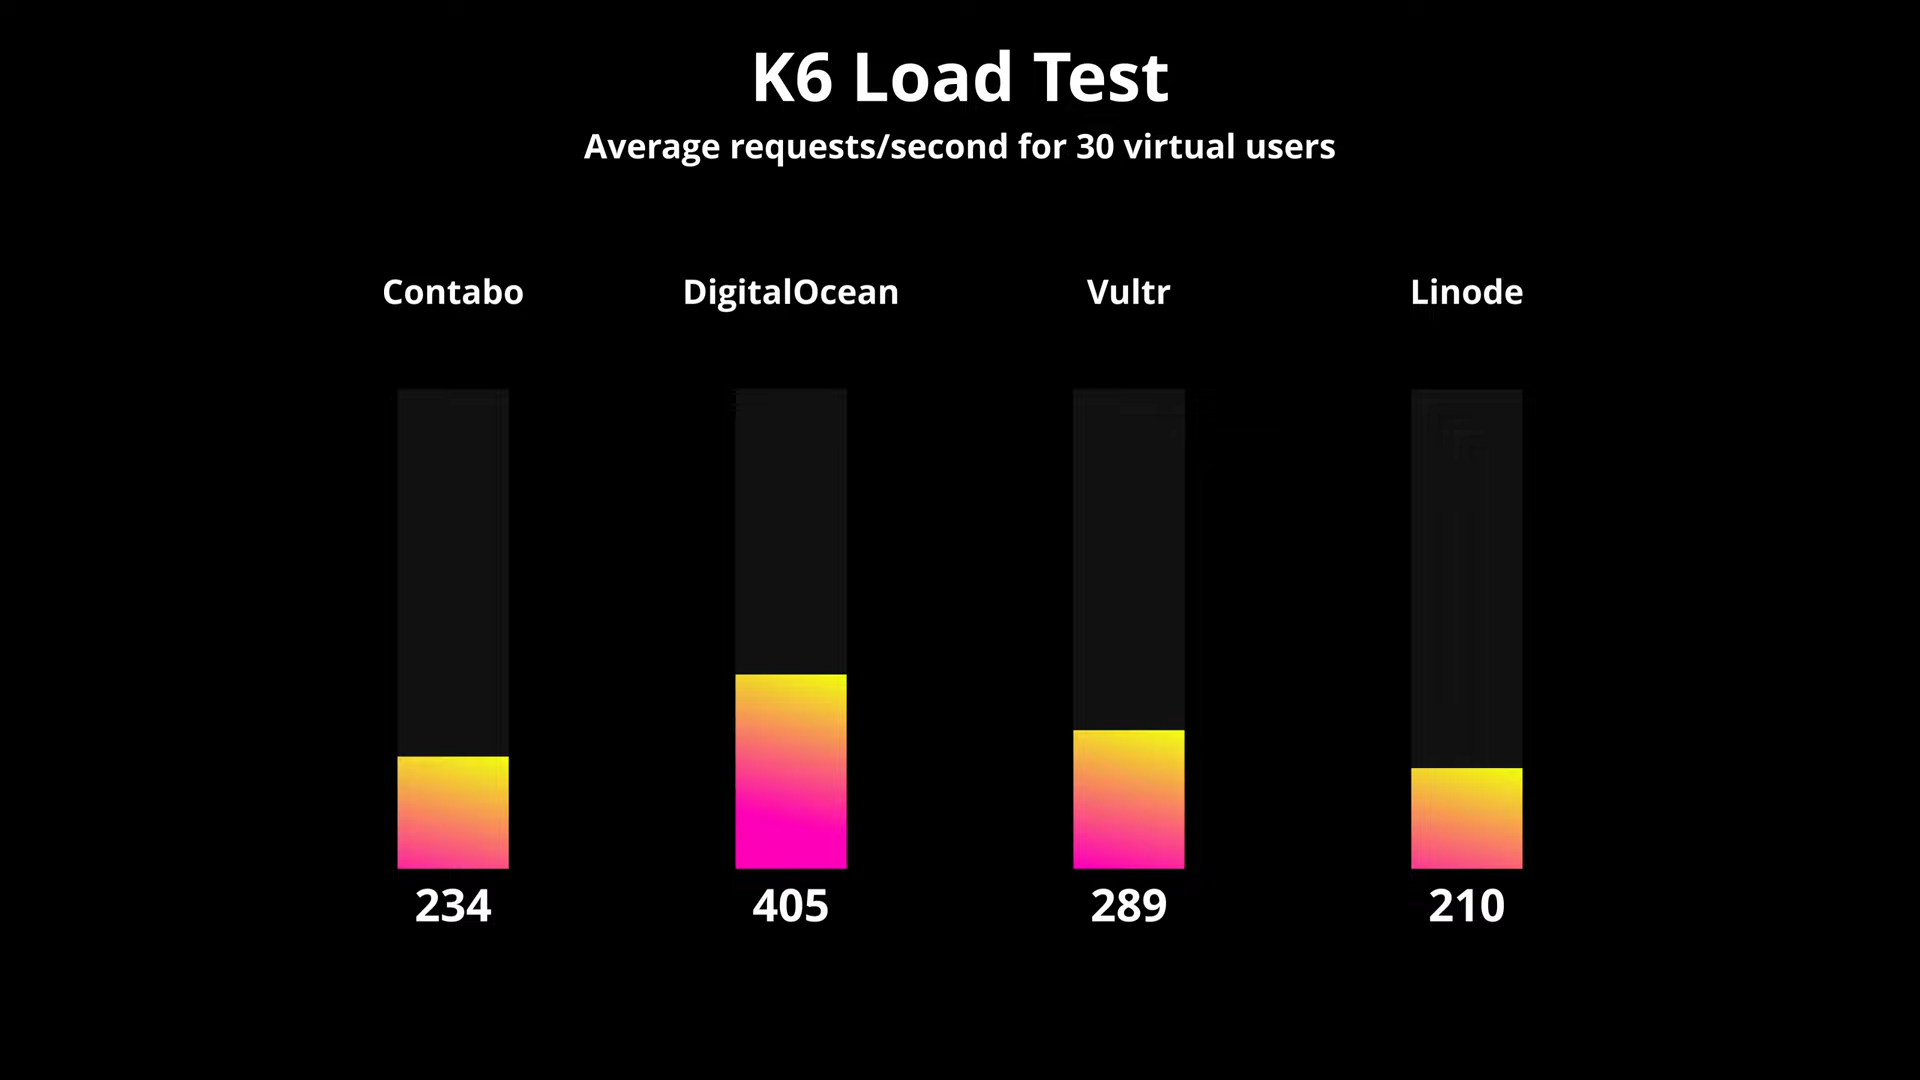 K6 Load Test
Average requests/second for 30 virtual users
Contabo
DigitalOcean
Vultr
Linode
234
405
289
210